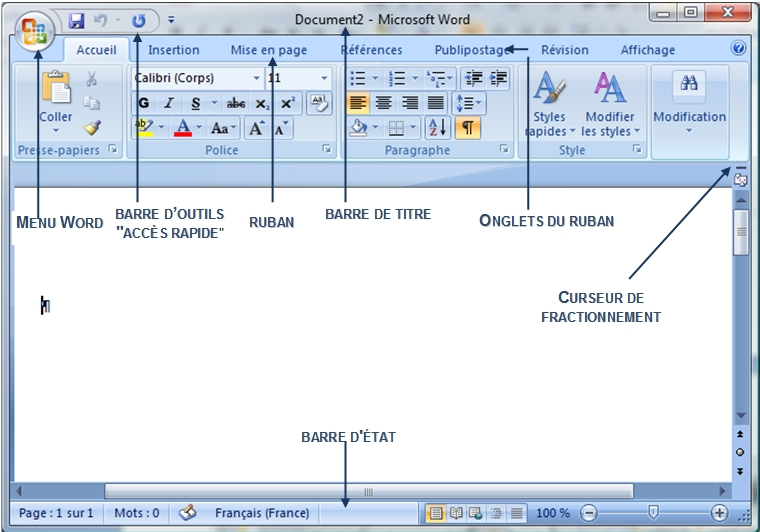 Document2 - Microsoft Word
Accueil Insertion Mise en page Références Publipostage Révision Affichage
Calibri (Corps) 11
G I S abc X₂ X² Aa
ab A Aa A A
A Z
Coller
Styles rapides
Modifier les styles
Modification
Presse-papiers Police Paragraphe Style
MENU WORD
BARRE D'OUTILS
"ACCÈS RAPIDE"
RUBAN
BARRE DE TITRE
ONGLETS DU RUBAN
CURSEUR DE
FRACTIONNEMENT
¶
BARRE D'ÉTAT
Page : 1 sur 1 Mots : 0 Français (France) 100 %